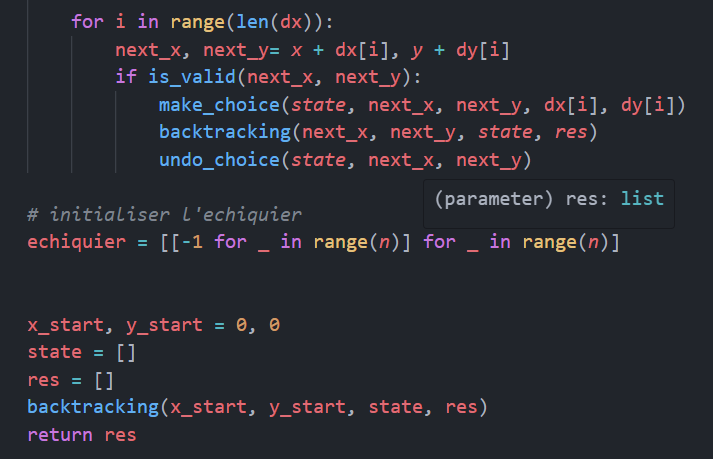 for i in range(len(dx)):
next_x, next_y= x + dx[i], y + dy[i]
if is_valid(next_x, next_y):
make_choice(state, next_x, next_y, dx[i], dy[i])
backtracking(next_x, next_y, state, res)
undo_choice(state, next_x, next_y)
(parameter) res: list
# initialiser l'echiquier
echiquier = [[-1 for _ in range(n)] for _ in range(n)]
x_start, y_start = 0, 0
state = []
res = []
backtracking(x_start, y_start, state, res)
return res